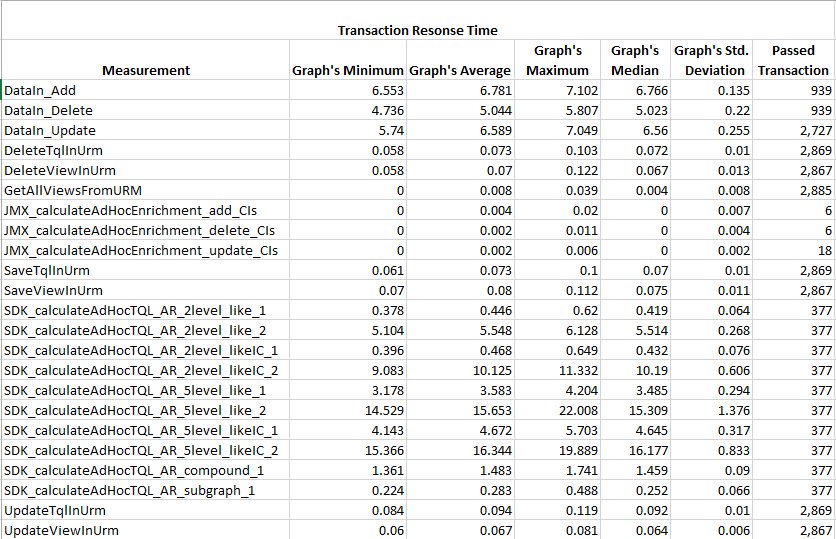 Transaction Resonse Time
Measurement Graph's Minimum Graph's Average Graph's Maximum Graph's Median Graph's Std. Deviation Passed Transaction
DataIn_Add 6.553 6.781 7.102 6.766 0.135 939
DataIn_Delete 4.736 5.044 5.807 5.023 0.22 939
DataIn_Update 5.74 6.589 7.049 6.56 0.255 2,727
DeleteTqlInUrm 0.058 0.073 0.103 0.072 0.01 2,869
DeleteViewInUrm 0.058 0.07 0.122 0.067 0.013 2,867
GetAllViewsFromURM 0 0.008 0.039 0.004 0.008 2,885
JMX_calculateAdHocEnrichment_add_CIs 0 0.004 0.02 0 0.007 6
JMX_calculateAdHocEnrichment_delete_CIs 0 0.002 0.011 0 0.004 6
JMX_calculateAdHocEnrichment_update_CIs 0 0.002 0.006 0 0.002 18
SaveTqlInUrm 0.061 0.073 0.1 0.07 0.01 2,869
SaveViewInUrm 0.07 0.08 0.112 0.075 0.011 2,867
SDK_calculateAdHocTQL_AR_2level_like_1 0.378 0.446 0.62 0.419 0.064 377
SDK_calculateAdHocTQL_AR_2level_like_2 5.104 5.548 6.128 5.514 0.268 377
SDK_calculateAdHocTQL_AR_2level_likeIC_1 0.396 0.468 0.649 0.432 0.076 377
SDK_calculateAdHocTQL_AR_2level_likeIC_2 9.083 10.125 11.332 10.19 0.606 377
SDK_calculateAdHocTQL_AR_5level_like_1 3.178 3.583 4.204 3.485 0.294 377
SDK_calculateAdHocTQL_AR_5level_like_2 14.529 15.653 22.008 15.309 1.376 377
SDK_calculateAdHocTQL_AR_5level_likeIC_1 4.143 4.672 5.703 4.645 0.317 377
SDK_calculateAdHocTQL_AR_5level_likeIC_2 15.366 16.344 19.889 16.177 0.833 377
SDK_calculateAdHocTQL_AR_compound_1 1.361 1.483 1.741 1.459 0.09 377
SDK_calculateAdHocTQL_AR_subgraph_1 0.224 0.283 0.488 0.252 0.066 377
UpdateTqlInUrm 0.084 0.094 0.119 0.092 0.01 2,869
UpdateViewInUrm 0.06 0.067 0.081 0.064 0.006 2,867